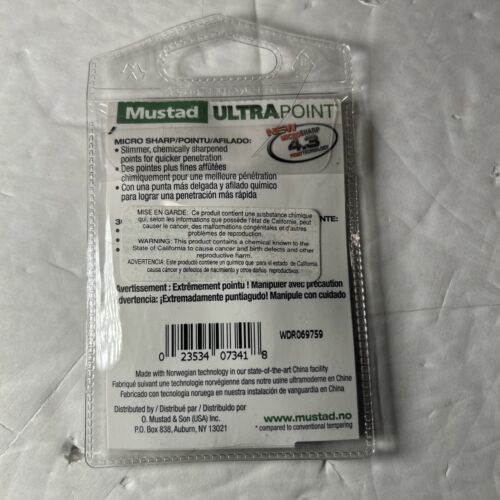 Mustad ULTRAPOINT
NEW
MICROSHARP
4.3
POINT TECHNOLOGY
MICRO SHARP/POINTU/AFILADO:
• Slimmer, chemically sharpened
points for quicker penetration
• Des pointes plus fines affûtées
chimiquement pour une meilleure pénétration
• Con una punta más delgada y afilado químico
para lograr una penetración más rápida
MISE EN GARDE: Ce produit contient une susbstance chimique
qui, selon les informations que possède l'état de Californie, peut
causer le cancer, des malformations congénitales et d'autres
problèmes de reproduction.
WARNING: This product contains a chemical known to the
State of California to cause cancer and birth defects and other
reproductive harm.
ADVERTENCIA: Este producto contiene un quimico que para el estado de California
causa cáncer y defectos de nacimiento y otros daños reproductivos.
Avertissement : Extrêmement pointu ! Manipuler avec précaution
dvertencia: ¡Extremadamente puntiagudo! Manipule con cuidado
WDR069759
0 23534 07341 8
Made with Norwegian technology in our state-of-the-art China facility
Fabriqué suivant une technologie norvégienne dans notre usine ultramoderne en Chine
Fabricado con tecnología noruega en nuestra instalación de vanguardia en China
Distributed by / Distribué par / Distribuido por
O. Mustad & Son (USA) Inc.
P.O. Box 838, Auburn, NY 13021
www.mustad.no
* compared to conventional tempering